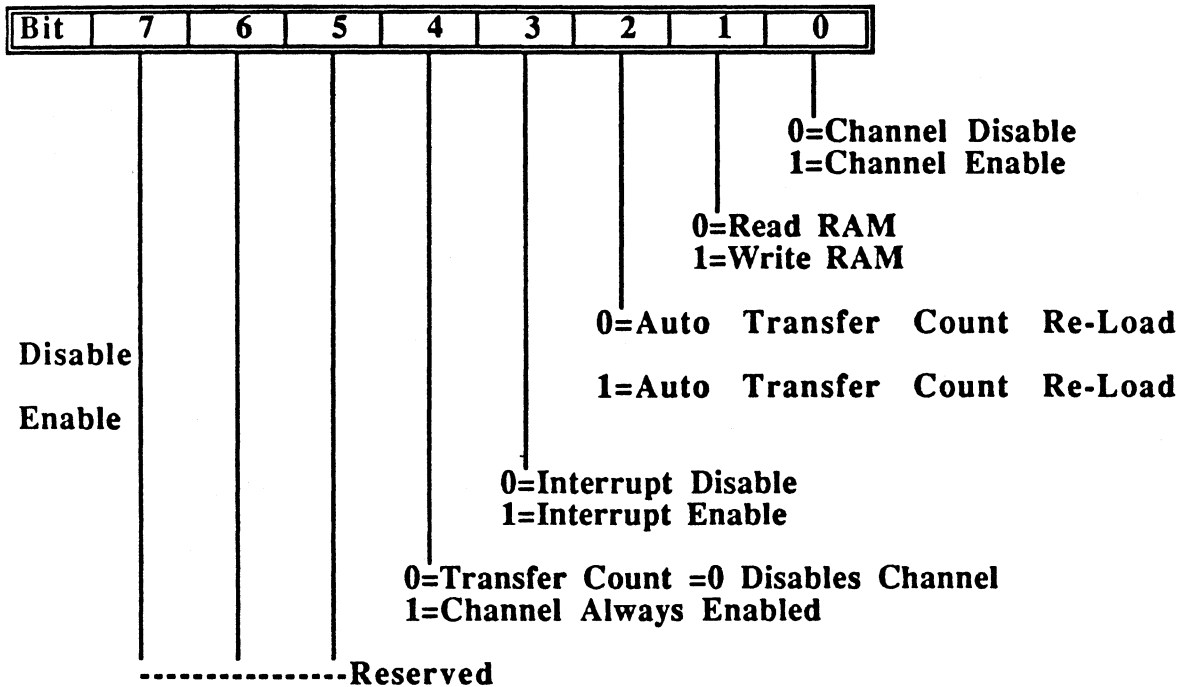 Bit 7 6 5 4 3 2 1 0
0=Channel Disable
1=Channel Enable
0=Read RAM
1=Write RAM
0=Auto Transfer Count Re-Load
Disable
1=Auto Transfer Count Re-Load
Enable
0=Interrupt Disable
1=Interrupt Enable
0=Transfer Count =0 Disables Channel
1=Channel Always Enabled
---------------Reserved